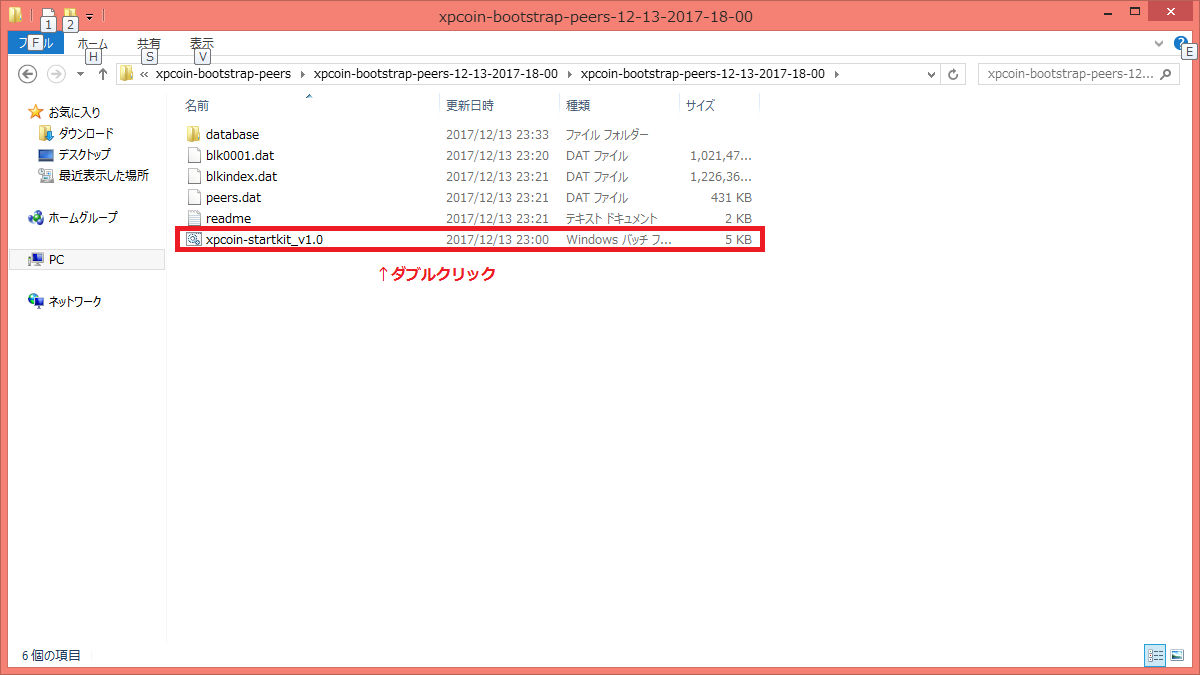 xpcoin-bootstrap-peers-12-13-2017-18-00
1 2
ファイル ホーム 共有 表示
F H S V E
« xpcoin-bootstrap-peers › xpcoin-bootstrap-peers-12-13-2017-18-00 › xpcoin-bootstrap-peers-12-13-2017-18-00 ›
xpcoin-bootstrap-peers-12...
名前 更新日時 種類 サイズ
database 2017/12/13 23:33 ファイル フォルダー
blk0001.dat 2017/12/13 23:20 DAT ファイル 1,021,47...
blkindex.dat 2017/12/13 23:21 DAT ファイル 1,226,36...
peers.dat 2017/12/13 23:21 DAT ファイル 431 KB
readme 2017/12/13 23:21 テキスト ドキュメント 2 KB
xpcoin-startkit_v1.0 2017/12/13 23:00 Windows バッチ フ... 5 KB
↑ダブルクリック
お気に入り
ダウンロード
デスクトップ
最近表示した場所
ホームグループ
PC
ネットワーク
6 個の項目